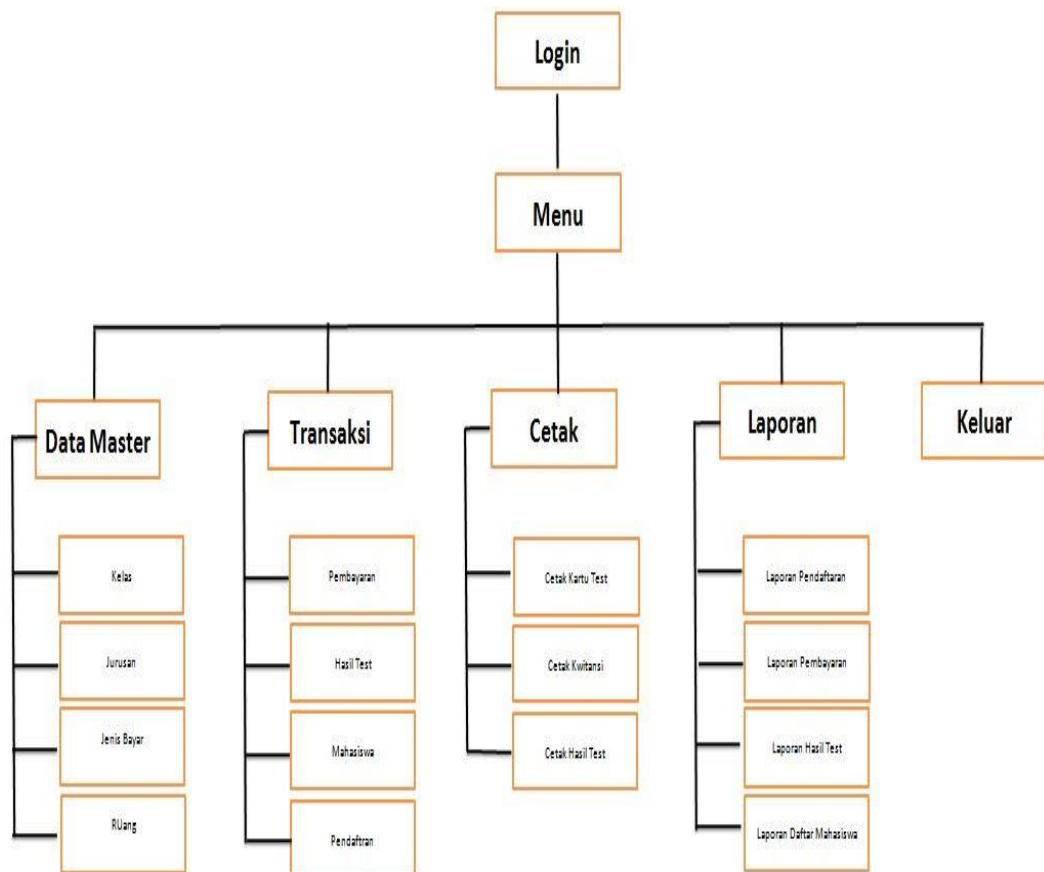 Login
Menu
Data Master
Transaksi
Cetak
Laporan
Keluar
Kelas
Jurusan
Jenis Bayar
RUang
Pembayaran
Hasil Test
Mahasiswa
Pendaftran
Cetak Kartu Test
Cetak Kwitansi
Cetak Hasil Test
Laporan Pendaftaran
Laporan Pembayaran
Laporan Hasil Test
Laporan Daftar Mahasiswa